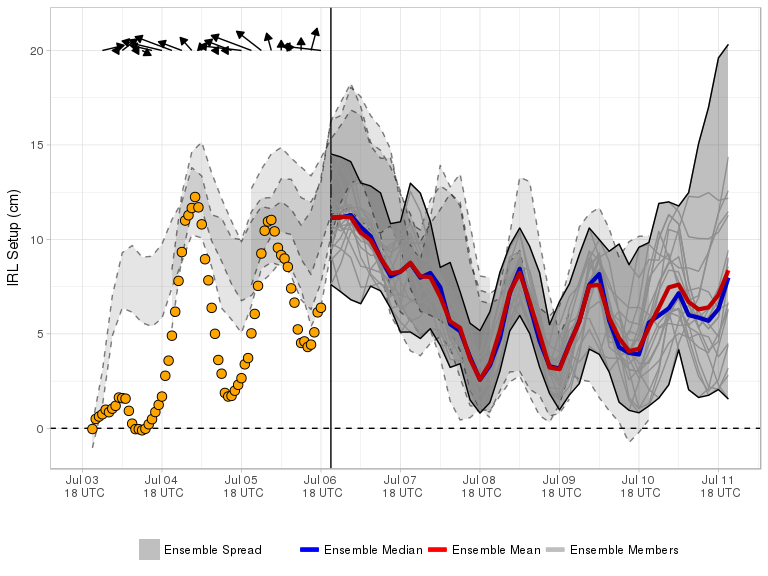 20
15
10
5
0
IRL Setup (cm)
Jul 03 Jul 04 Jul 05 Jul 06 Jul 07 Jul 08 Jul 09 Jul 10 Jul 11
18 UTC 18 UTC 18 UTC 18 UTC 18 UTC 18 UTC 18 UTC 18 UTC 18 UTC
Ensemble Spread Ensemble Median Ensemble Mean Ensemble Members